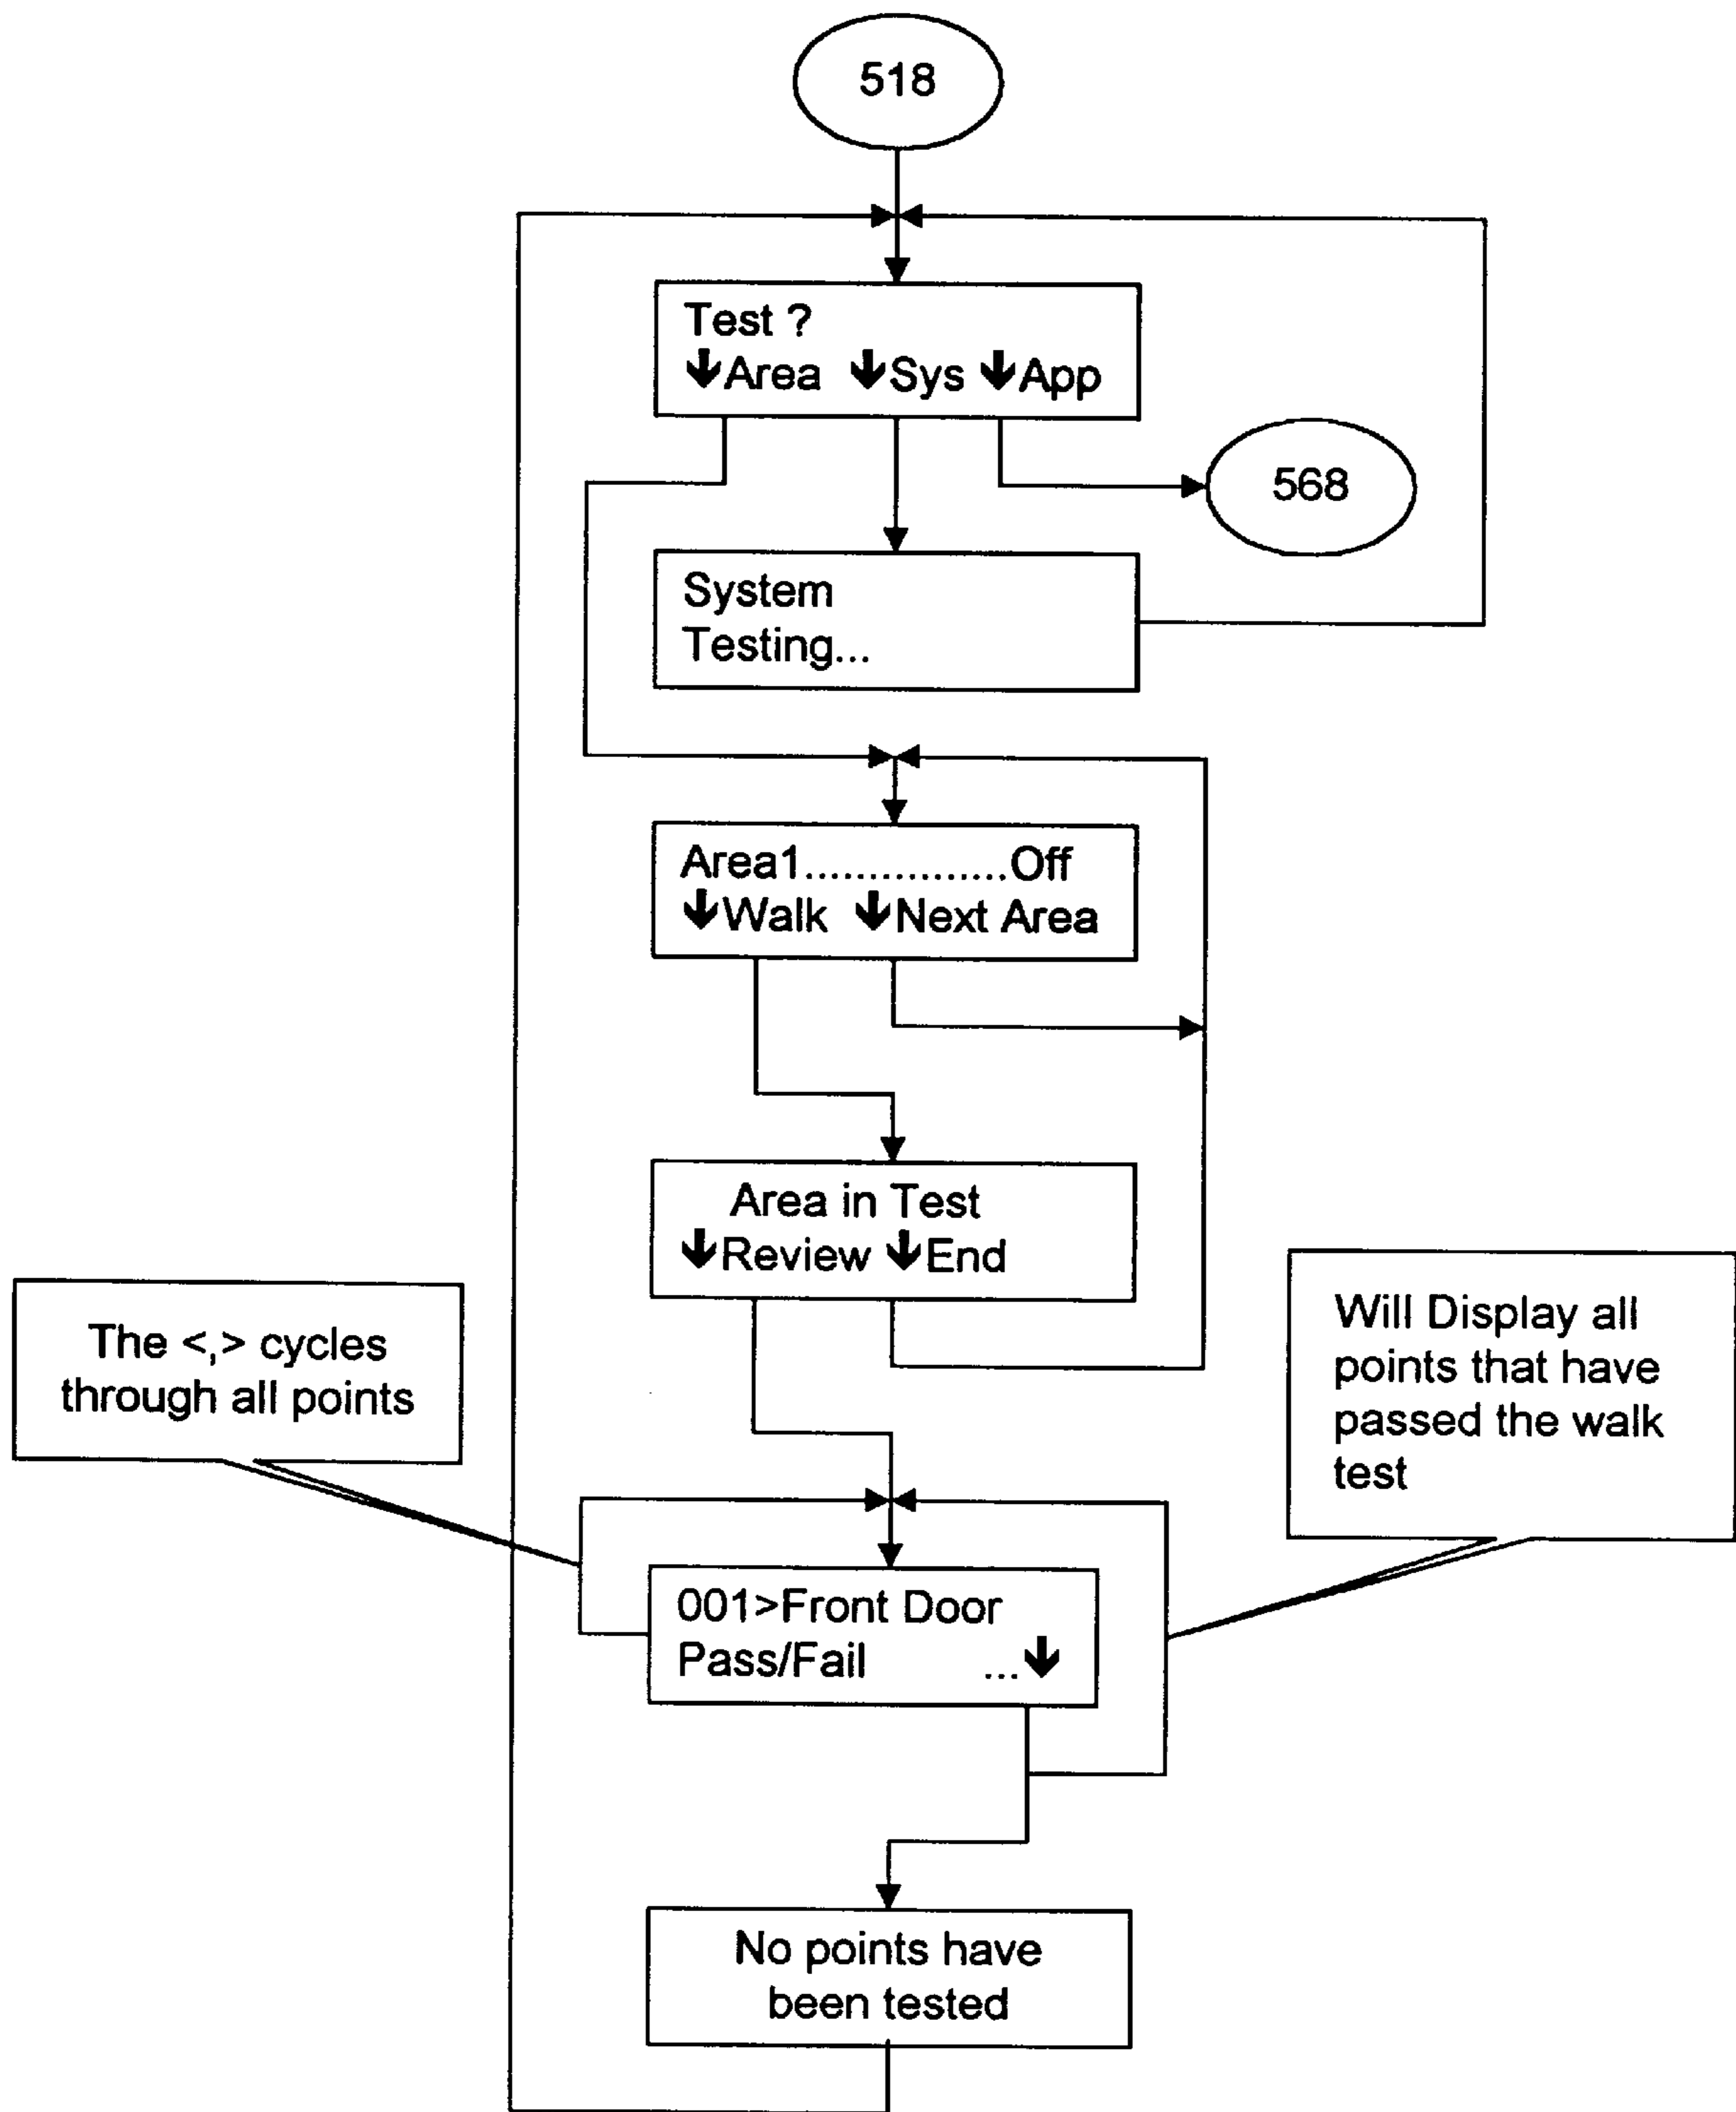 518
Test ?
↓Area ↓Sys ↓App
568
System
Testing...
Area1................Off
↓Walk ↓Next Area
Area in Test
↓Review ↓End
The <,> cycles
through all points
Will Display all
points that have
passed the walk
test
001>Front Door
Pass/Fail ...↓
No points have
been tested